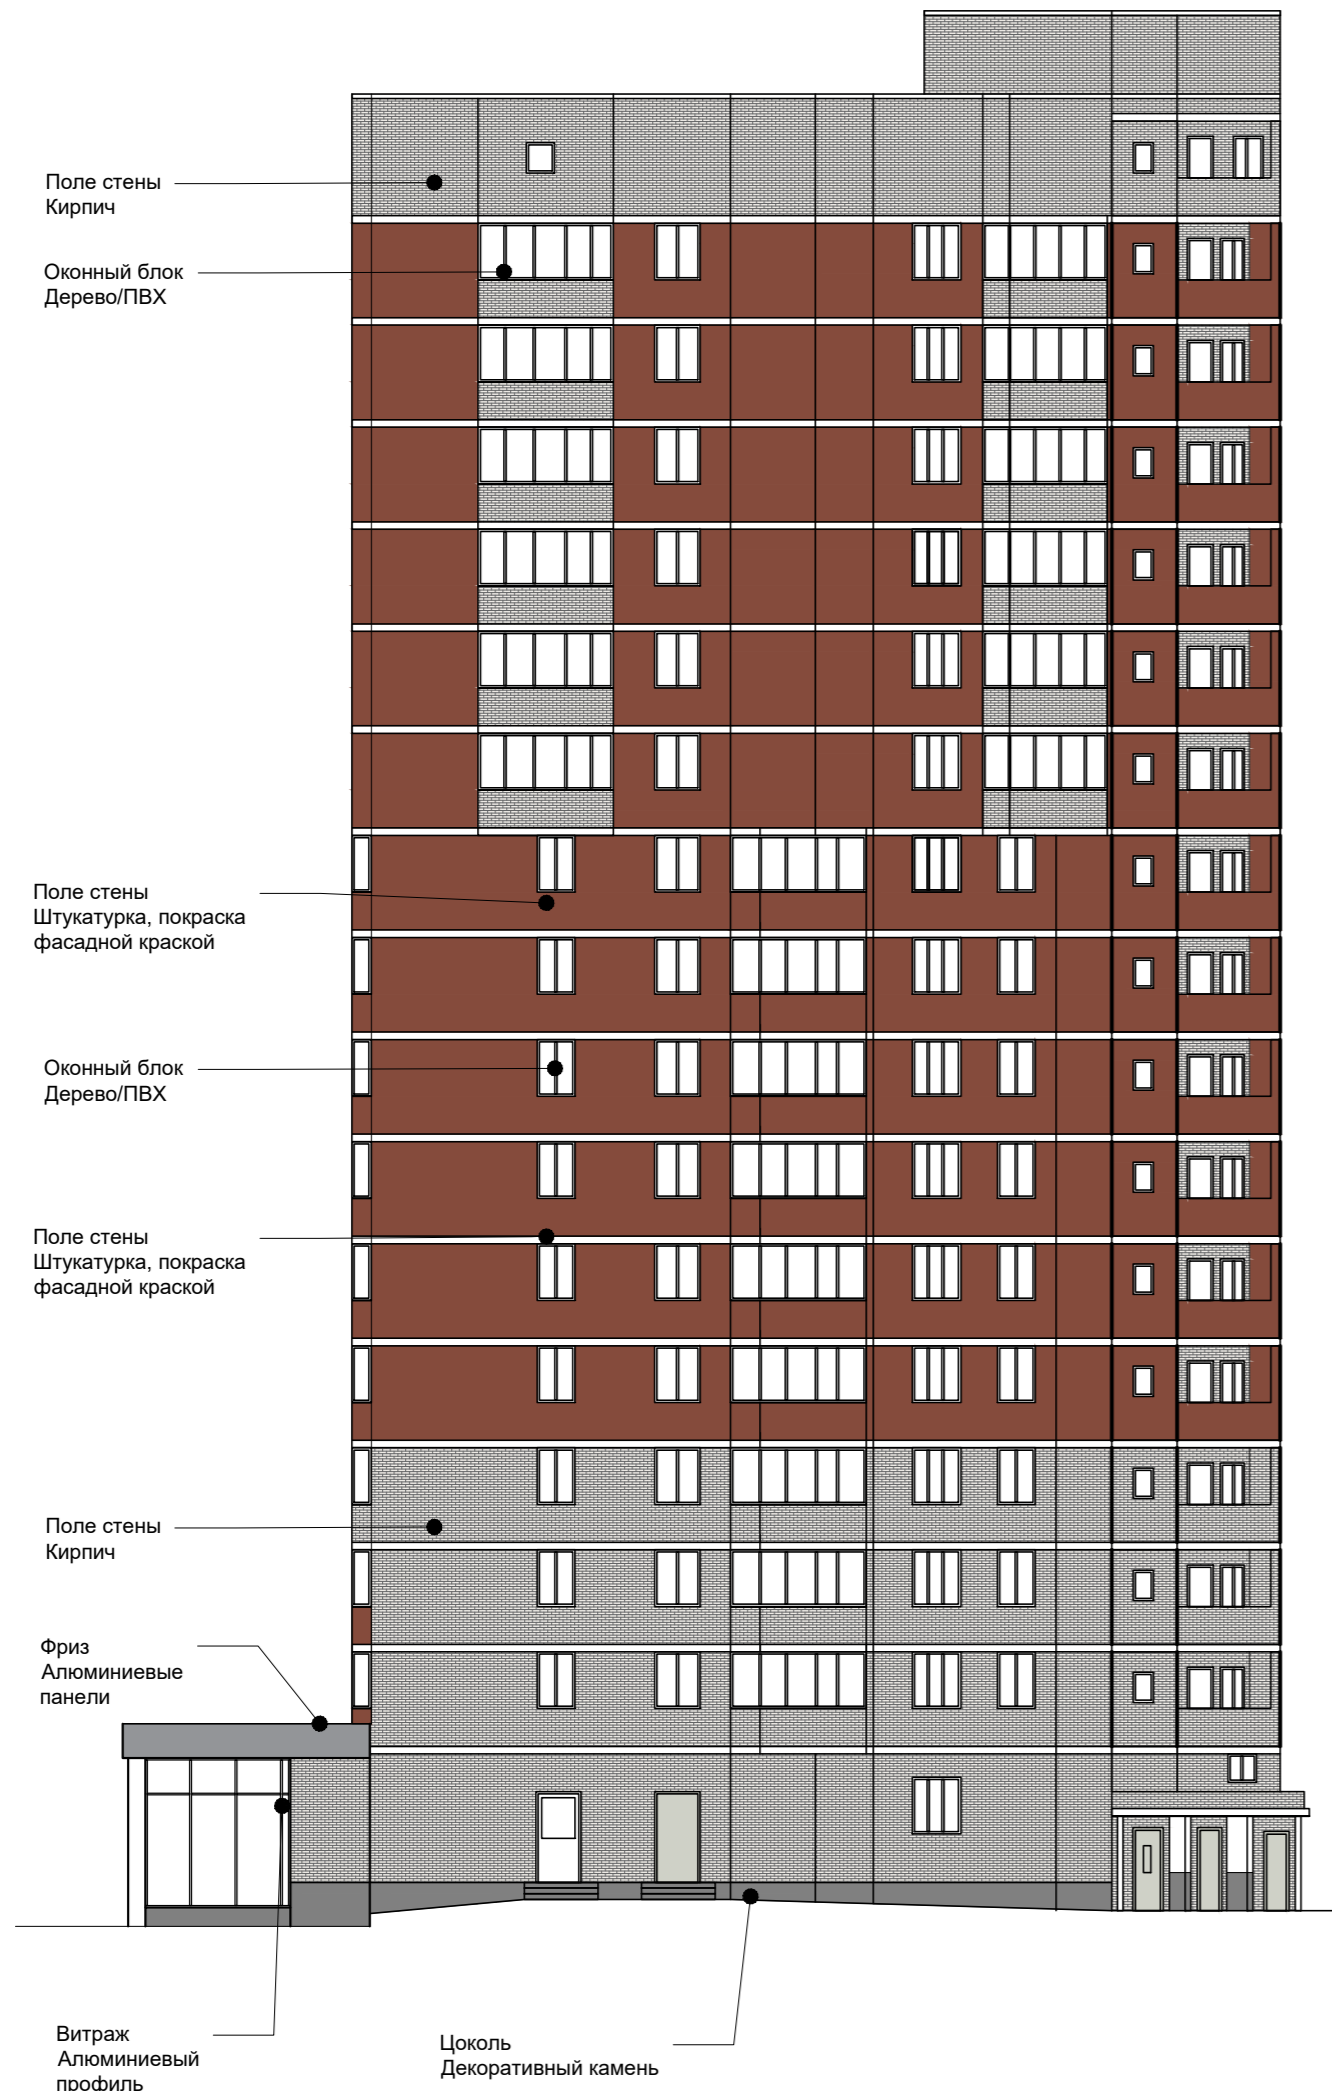 Поле стены
Кирпич
Оконный блок
Дерево/ПВХ
Поле стены
Штукатурка, покраска
фасадной краской
Оконный блок
Дерево/ПВХ
Поле стены
Штукатурка, покраска
фасадной краской
Поле стены
Кирпич
Фриз
Алюминиевые
панели
Витраж
Алюминиевый
профиль
Цоколь
Декоративный камень